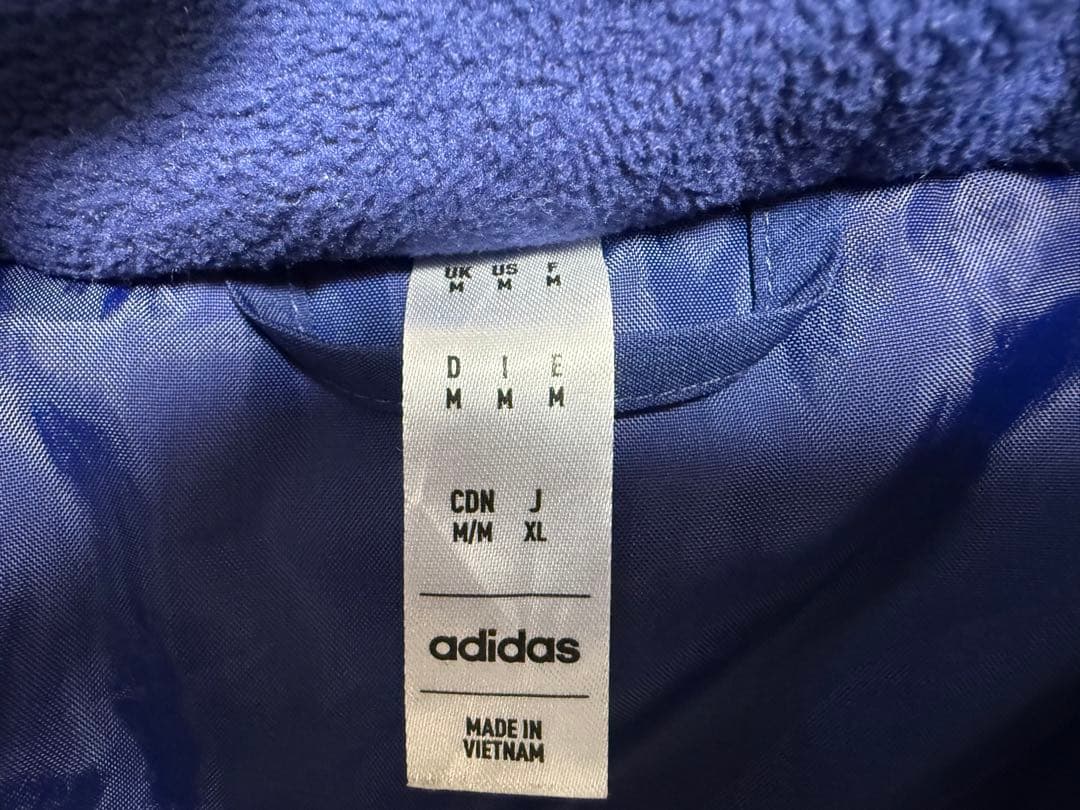 UK US F
M M M
D I E
M M M
CDN J
M/M XL
adidas
MADE IN
VIETNAM